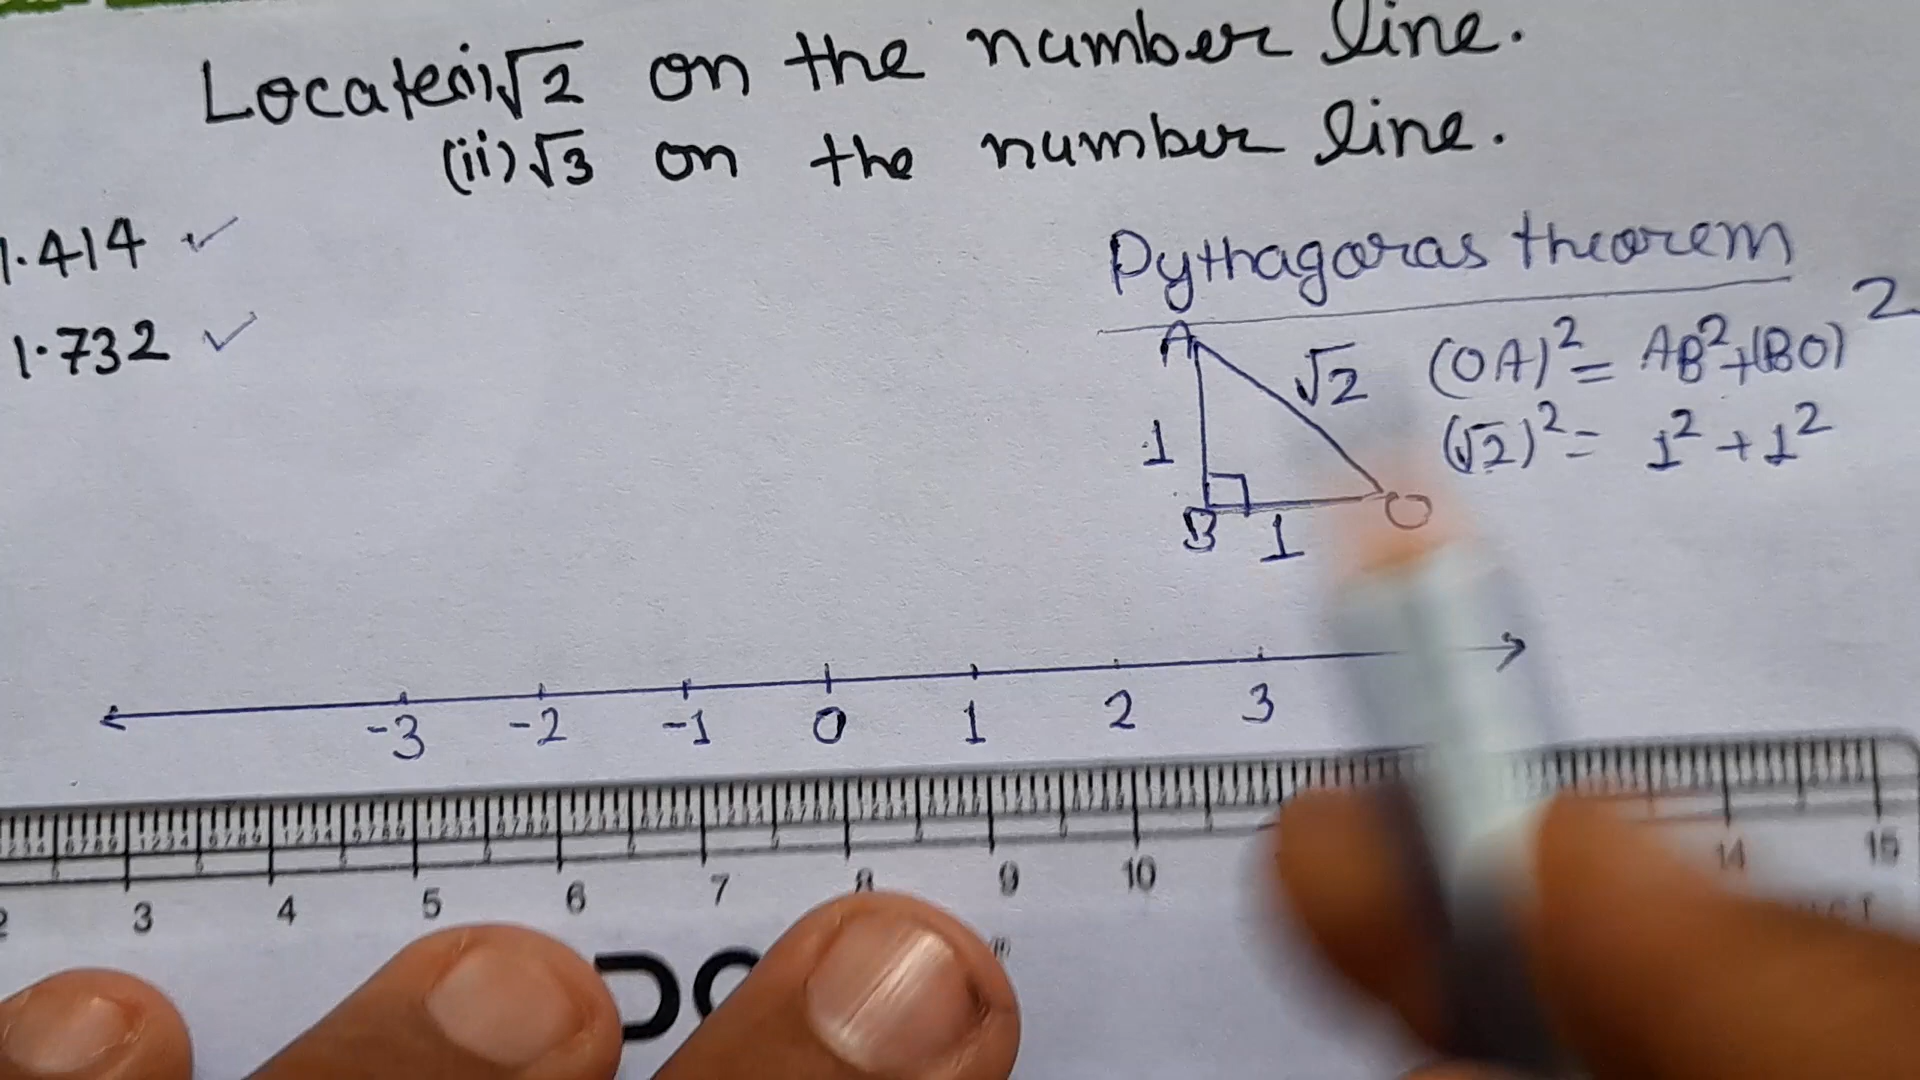 Locate(i)√2 on the number line.
(ii)√3 on the number line.
1.414 ✓
1.732 ✓
Pythagoras theorem
A
√2
(OA)²= AB²+(BO)²
1
(√2)²= 1²+1²
B 1 O
-3 -2 -1 0 1 2 3
2 3 4 5 6 7 8 9 10 14 15